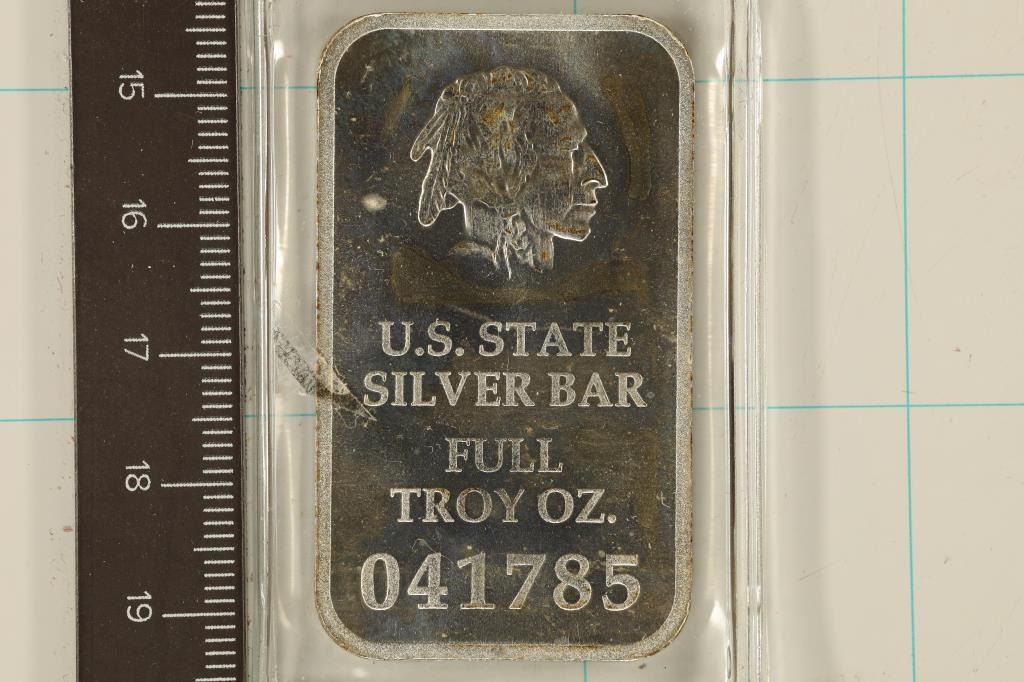 15
16
17
18
19
U.S. STATE
SILVER BAR
FULL
TROY OZ.
041785